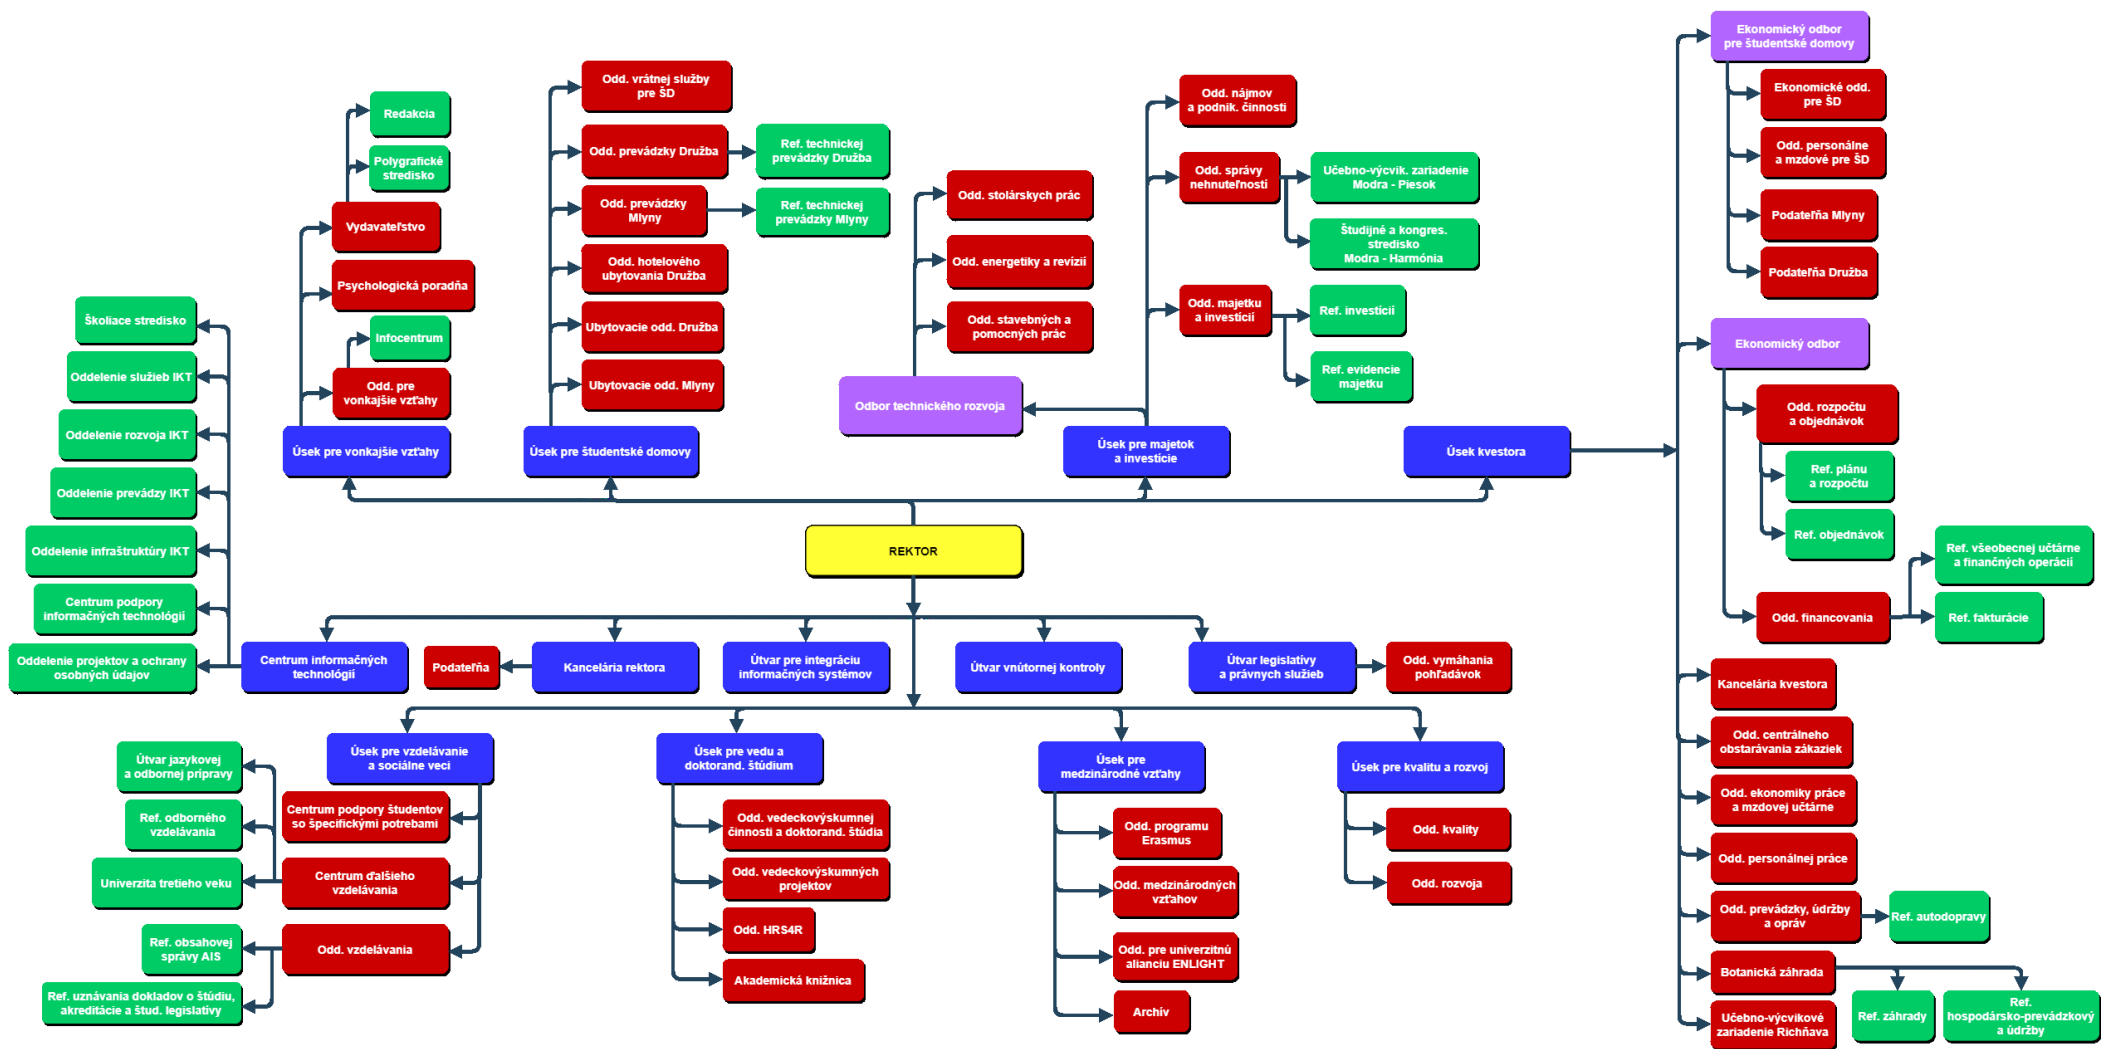 Redakcia
Polygrafické
stredisko
Vydavateľstvo
Psychologická poradňa
Infocentrum
Odd. pre
vonkajšie vzťahy
Úsek pre vonkajšie vzťahy
Odd. vrátnej služby
pre ŠD
Odd. prevádzky Družba
Ref. technickej
prevádzky Družba
Odd. prevádzky
Mlyny
Ref. technickej
prevádzky Mlyny
Odd. hotelového
ubytovania Družba
Ubytovacie odd. Družba
Ubytovacie odd. Mlyny
Úsek pre študentské domovy
Odd. stolárskych prác
Odd. energetiky a revízií
Odd. stavebných a
pomocných prác
Odbor technického rozvoja
Odd. nájmov
a podnik. činnosti
Odd. správy
nehnuteľností
Učebno-výcvik. zariadenie
Modra - Piesok
Študijné a kongres.
stredisko
Modra - Harmónia
Odd. majetku
a investícií
Ref. investícií
Ref. evidencie
majetku
Úsek pre majetok
a investície
Úsek kvestora
Ekonomický odbor
pre študentské domovy
Ekonomické odd.
pre ŠD
Odd. personálne
a mzdové pre ŠD
Podateľňa Mlyny
Podateľňa Družba
Ekonomický odbor
Odd. rozpočtu
a objednávok
Ref. plánu
a rozpočtu
Ref. objednávok
Ref. všeobecnej učtárne
a finančných operácií
Odd. financovania
Ref. fakturácie
Kancelária kvestora
Odd. centrálneho
obstarávania zákaziek
Odd. ekonomiky práce
a mzdovej učtárne
Odd. personálnej práce
Odd. prevádzky, údržby
a opráv
Ref. autodopravy
Botanická záhrada
Ref. záhrady
Ref.
hospodársko-prevádzkový
a údržby
Učebno-výcvikové
zariadenie Richňava
REKTOR
Školiace stredisko
Oddelenie služieb IKT
Oddelenie rozvoja IKT
Oddelenie prevádzy IKT
Oddelenie infraštruktúry IKT
Centrum podpory
informačných technológií
Oddelenie projektov a ochrany
osobných údajov
Centrum informačných
technológií
Podateľňa
Kancelária rektora
Útvar pre integráciu
informačných systémov
Útvar vnútornej kontroly
Útvar legislatívy
a právnych služieb
Odd. vymáhania
pohľadávok
Úsek pre vzdelávanie
a sociálne veci
Útvar jazykovej
a odbornej prípravy
Centrum podpory študentov
so špecifickými potrebami
Ref. odborného
vzdelávania
Univerzita tretieho veku
Centrum ďalšieho
vzdelávania
Ref. obsahovej
správy AIS
Odd. vzdelávania
Ref. uznávania dokladov o štúdiu,
akreditácie a štud. legislatívy
Úsek pre vedu a
doktorand. štúdium
Odd. vedeckovýskumnej
činnosti a doktorand. štúdia
Odd. vedeckovýskumných
projektov
Odd. HRS4R
Akademická knižnica
Úsek pre
medzinárodné vzťahy
Odd. programu
Erasmus
Odd. medzinárodných
vzťahov
Odd. pre univerzitnú
alianciu ENLIGHT
Archív
Úsek pre kvalitu a rozvoj
Odd. kvality
Odd. rozvoja